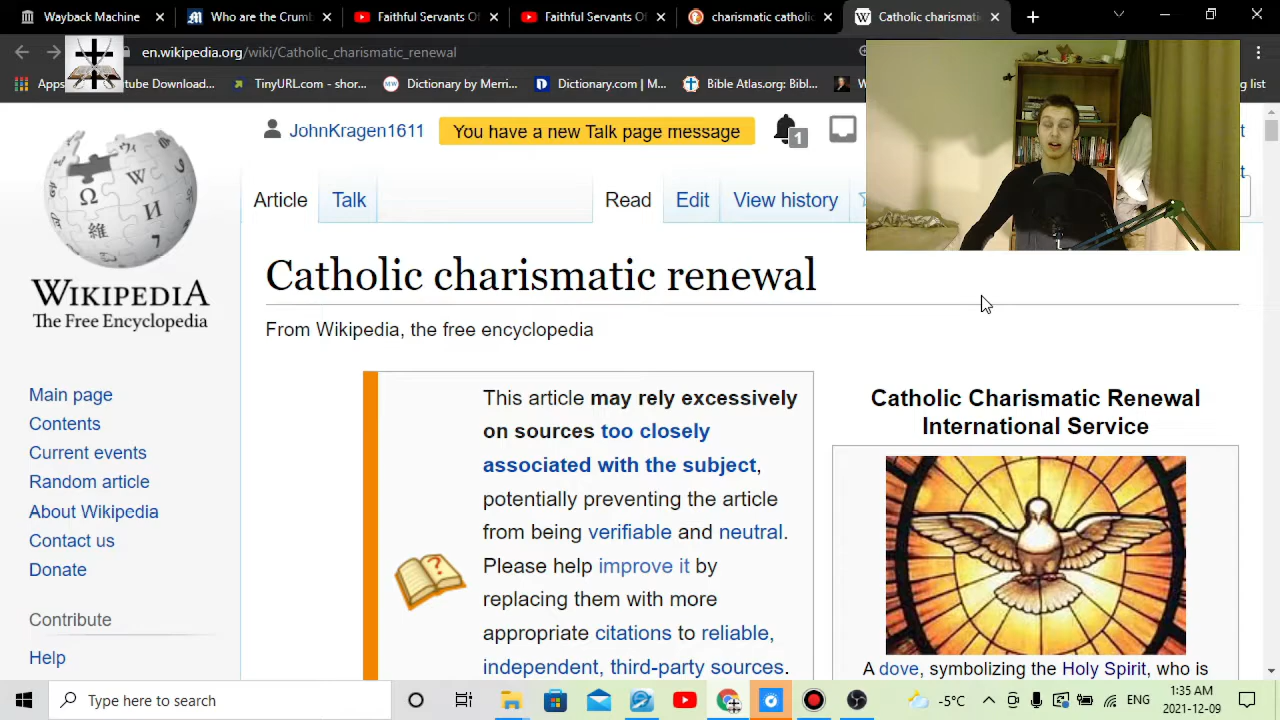 Wayback Machine
Who are the Crumb
Faithful Servants Of
Faithful Servants Of
charismatic catholic
Catholic charismatic
en.wikipedia.org/wiki/Catholic_charismatic_renewal
Apps
tube Download...
TinyURL.com - shor...
Dictionary by Merri...
Dictionary.com | M...
Bible Atlas.org: Bib...
JohnKragen1611
You have a new Talk page message
1
Article
Talk
Read
Edit
View history
WIKIPEDIA
The Free Encyclopedia
Catholic charismatic renewal
From Wikipedia, the free encyclopedia
Main page
Contents
Current events
Random article
About Wikipedia
Contact us
Donate
Contribute
Help
This article may rely excessively
on sources too closely
associated with the subject,
potentially preventing the article
from being verifiable and neutral.
Please help improve it by
replacing them with more
appropriate citations to reliable,
independent, third-party sources.
Catholic Charismatic Renewal
International Service
A dove, symbolizing the Holy Spirit, who is
Type here to search
-5°C
ENG
1:35 AM
2021-12-09